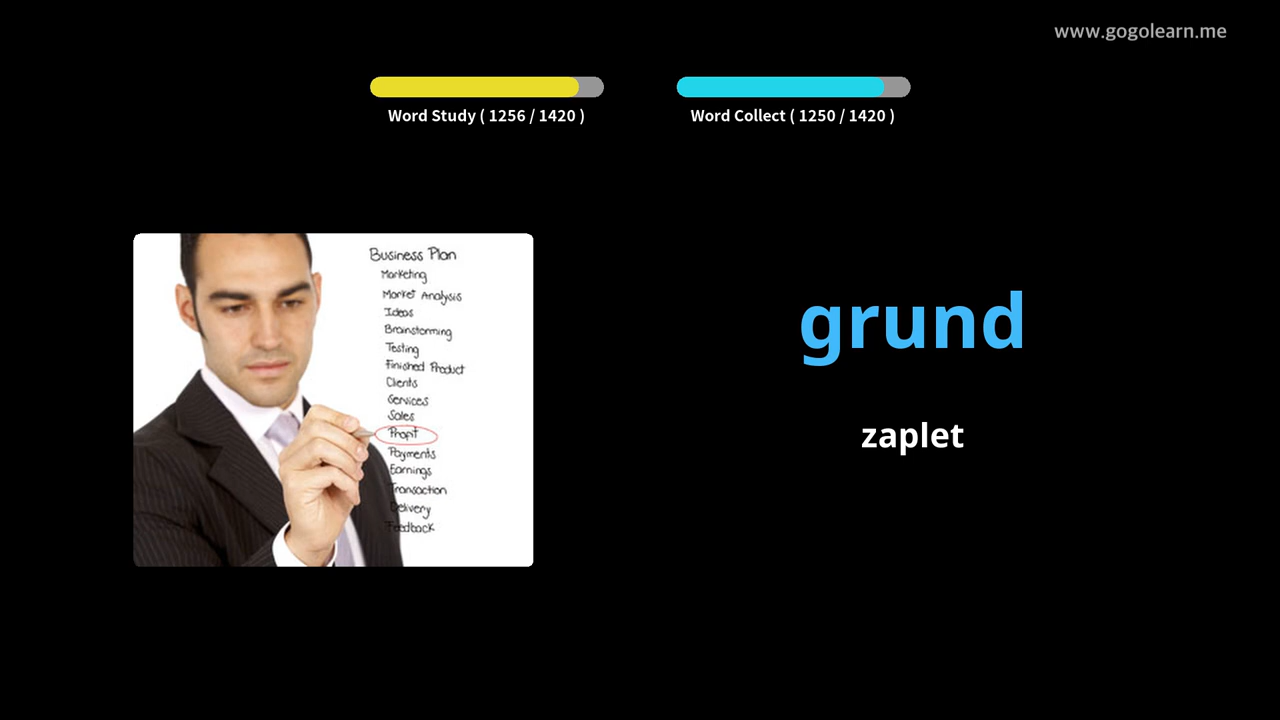 www.gogolearn.me
Word Study ( 1256 / 1420 )
Word Collect ( 1250 / 1420 )
Business Plan
Marketing
Market Analysis
Ideas
Brainstorming
Testing
Finished Product
Clients
Services
Sales
Profit
Payments
Earnings
Transaction
Delivery
Feedback
grund
zaplet